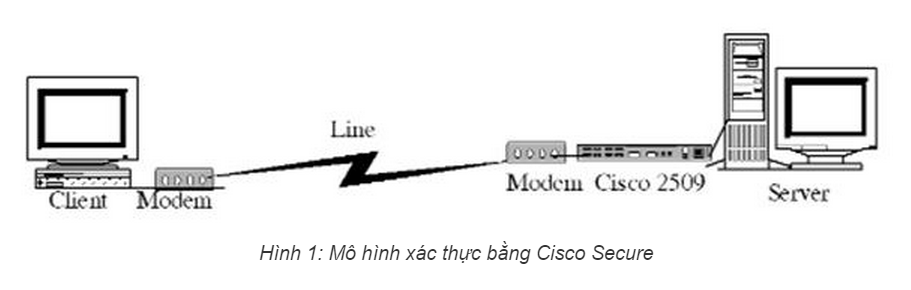 Line
Client
Modem
Modem
Cisco 2509
Server
Hình 1: Mô hình xác thực bằng Cisco Secure